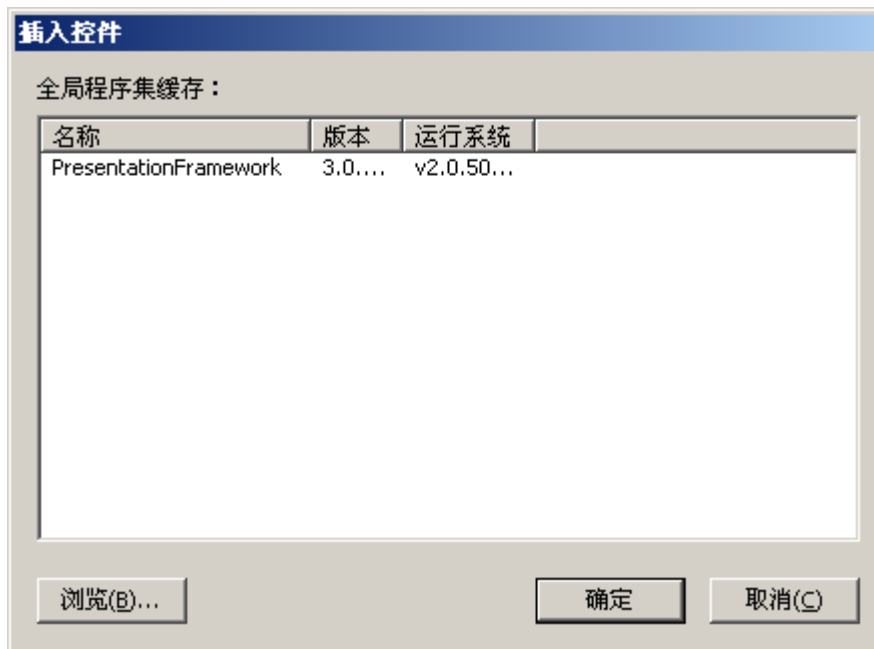 插入控件
全局程序集缓存：
名称 版本 运行系统
PresentationFramework 3.0.... v2.0.50...
浏览(B)... 确定 取消(C)